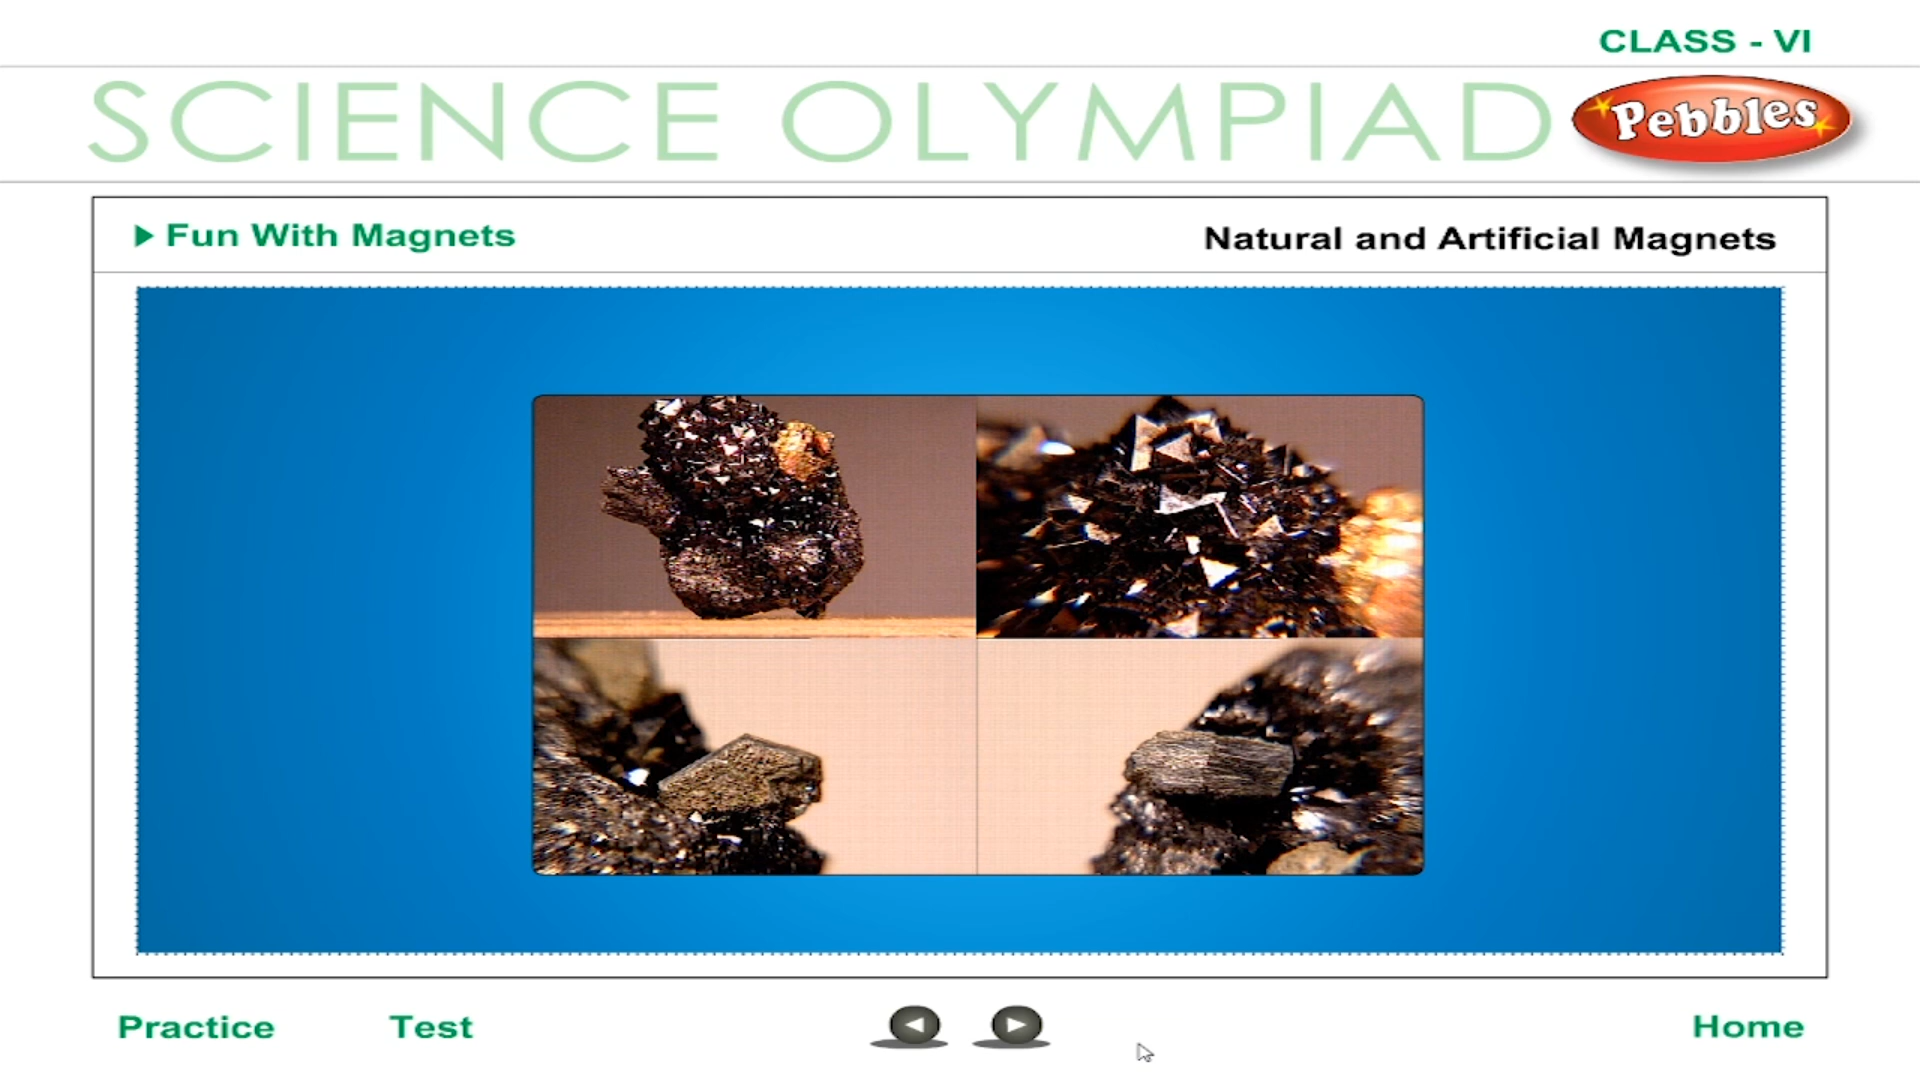 CLASS - VI
SCIENCE OLYMPIAD
Pebbles
Fun With Magnets
Natural and Artificial Magnets
Practice
Test
Home